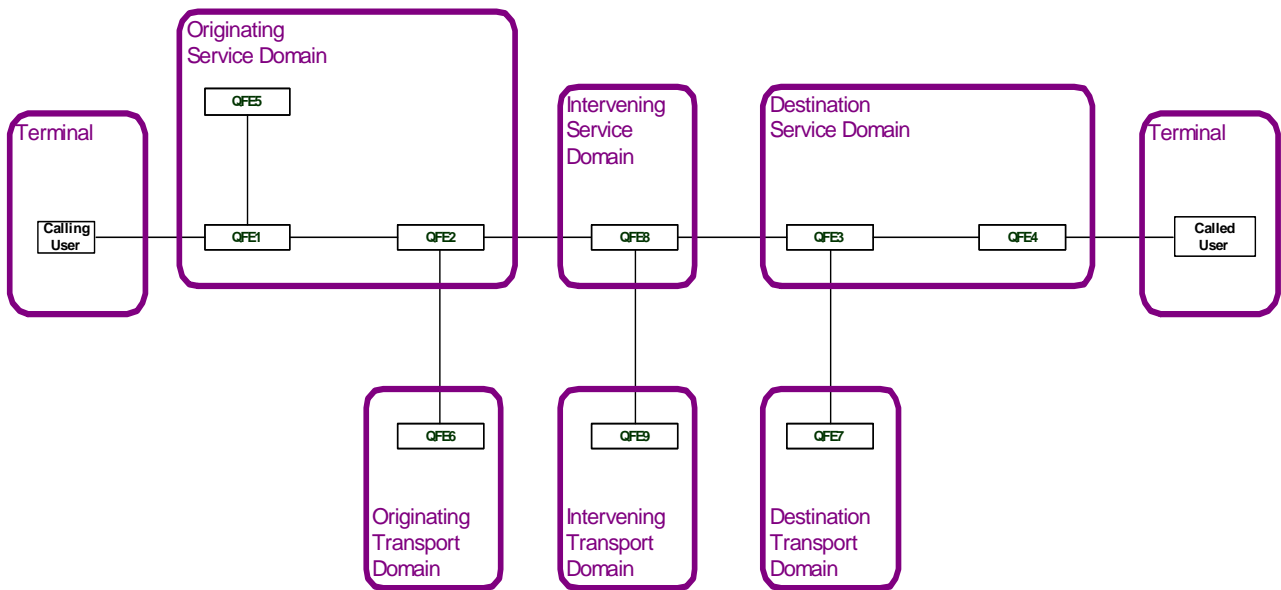 Originating
Service Domain
QFE5
Terminal
Intervening
Service
Domain
Destination
Service Domain
Terminal
Calling
User
QFE1
QFE2
QFE8
QFE3
QFE4
Called
User
QFE6
QFE9
QFE7
Originating
Transport
Domain
Intervening
Transport
Domain
Destination
Transport
Domain